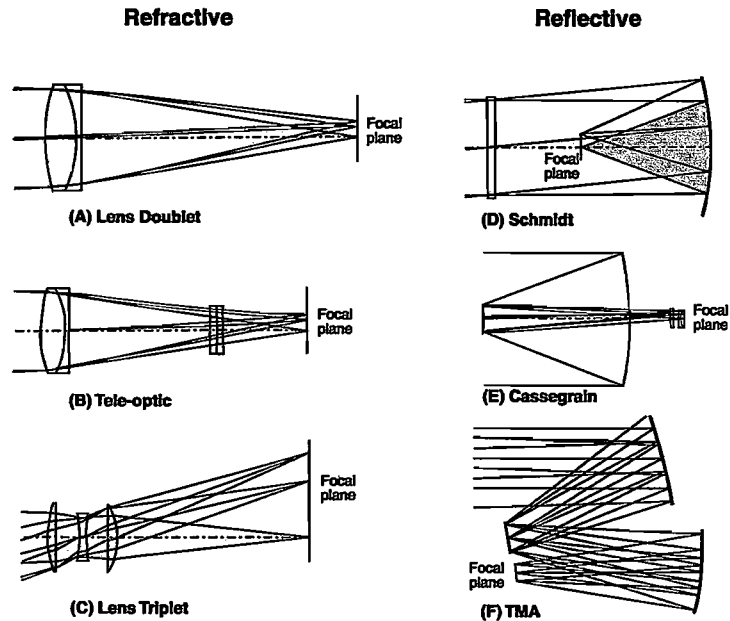 Refractive
Focal
plane
(A) Lens Doublet
Focal
plane
(B) Tele-optic
Focal
plane
(C) Lens Triplet
Reflective
Focal
plane
(D) Schmidt
Focal
plane
(E) Cassegrain
Focal
plane
(F) TMA